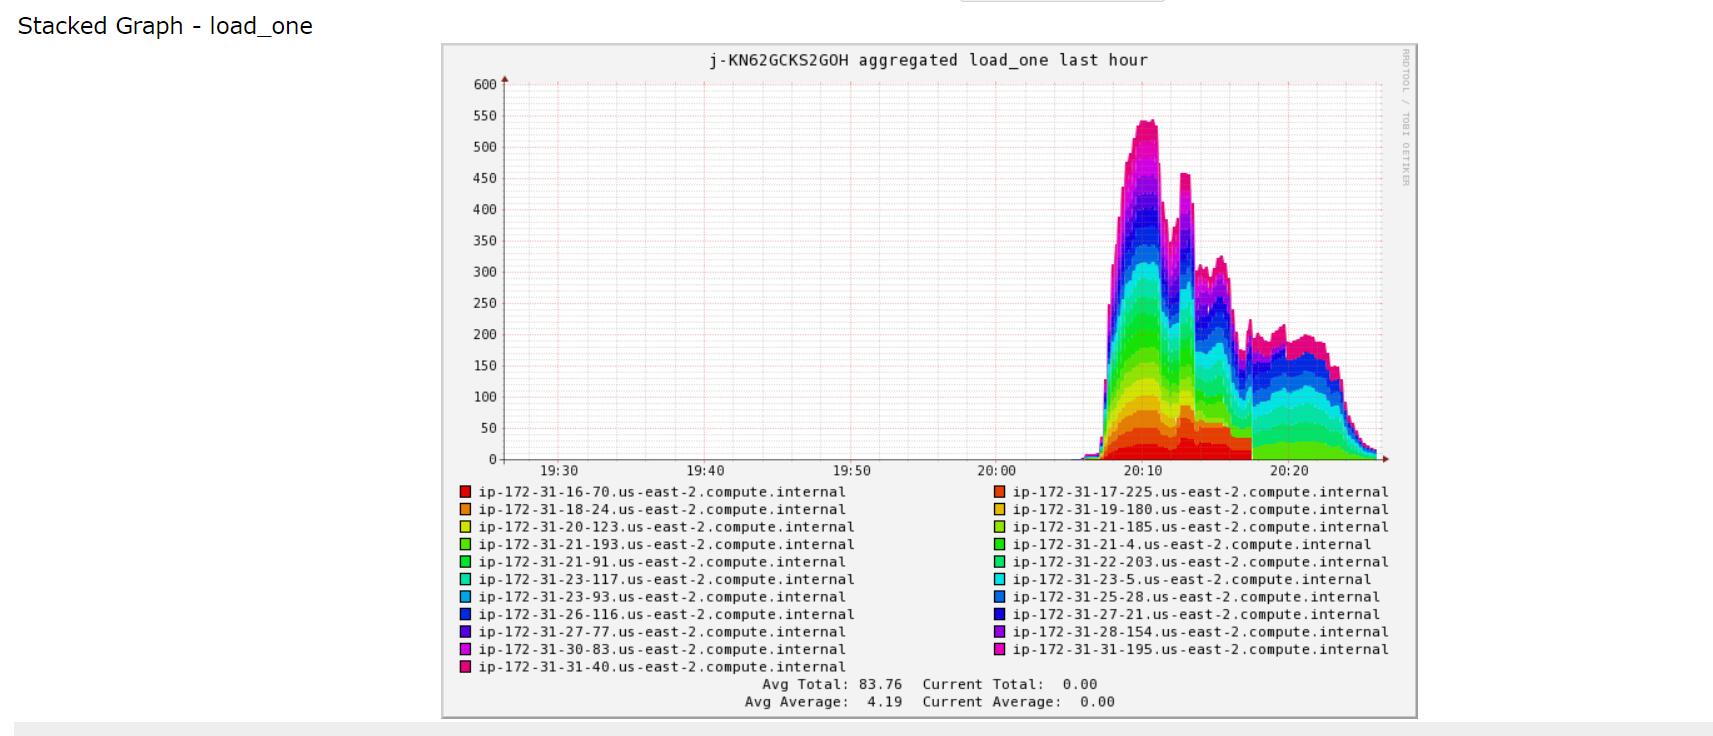 Stacked Graph - load_one
j-KN62GCKS2GOH aggregated load_one last hour
RRDTOOL / TOBI OETIKER
600
550
500
450
400
350
300
250
200
150
100
50
0
19:30 19:40 19:50 20:00 20:10 20:20
ip-172-31-16-70.us-east-2.compute.internal ip-172-31-17-225.us-east-2.compute.internal
ip-172-31-18-24.us-east-2.compute.internal ip-172-31-19-180.us-east-2.compute.internal
ip-172-31-20-123.us-east-2.compute.internal ip-172-31-21-185.us-east-2.compute.internal
ip-172-31-21-193.us-east-2.compute.internal ip-172-31-21-4.us-east-2.compute.internal
ip-172-31-21-91.us-east-2.compute.internal ip-172-31-22-203.us-east-2.compute.internal
ip-172-31-23-117.us-east-2.compute.internal ip-172-31-23-5.us-east-2.compute.internal
ip-172-31-23-93.us-east-2.compute.internal ip-172-31-25-28.us-east-2.compute.internal
ip-172-31-26-116.us-east-2.compute.internal ip-172-31-27-21.us-east-2.compute.internal
ip-172-31-27-77.us-east-2.compute.internal ip-172-31-28-154.us-east-2.compute.internal
ip-172-31-30-83.us-east-2.compute.internal ip-172-31-31-195.us-east-2.compute.internal
ip-172-31-31-40.us-east-2.compute.internal
Avg Total: 83.76 Current Total: 0.00
Avg Average: 4.19 Current Average: 0.00